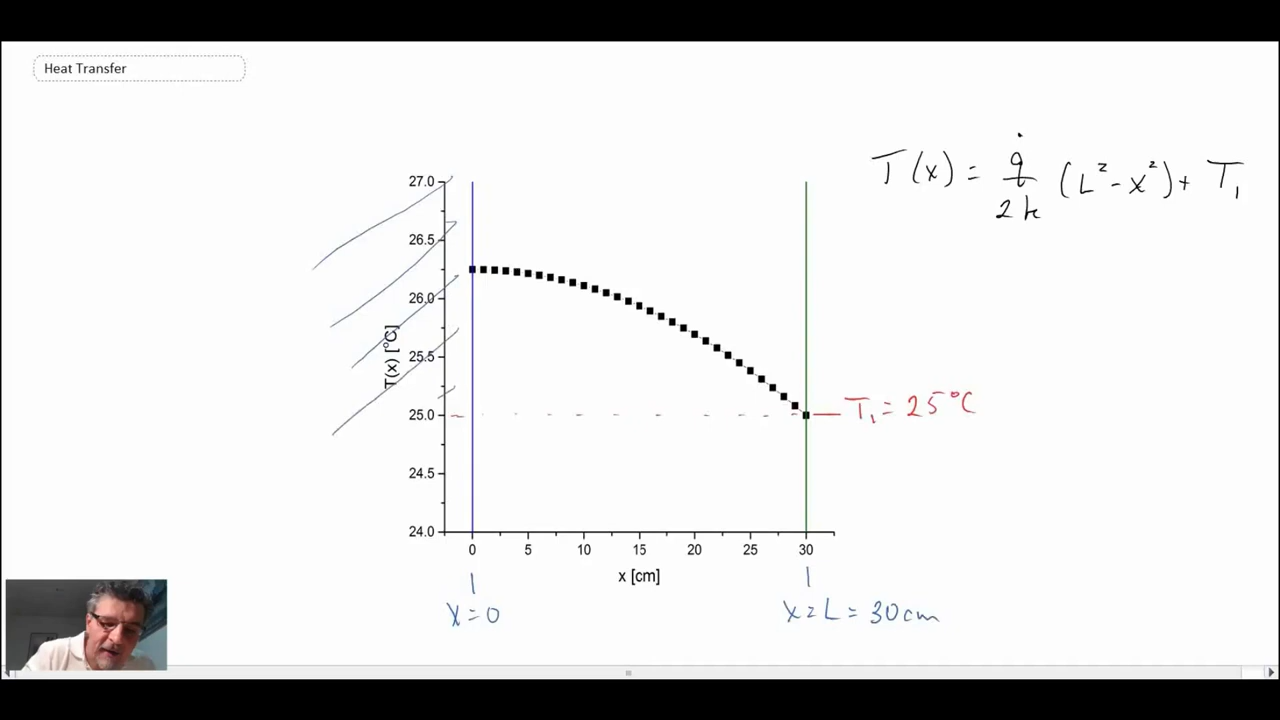 Heat Transfer
T(x) = q̇/2k (L² - x²) + T₁
27.0
26.5
26.0
25.5
25.0
24.5
24.0
T(x) [°C]
T₁ = 25°C
0 5 10 15 20 25 30
x [cm]
x = 0
x = L = 30cm